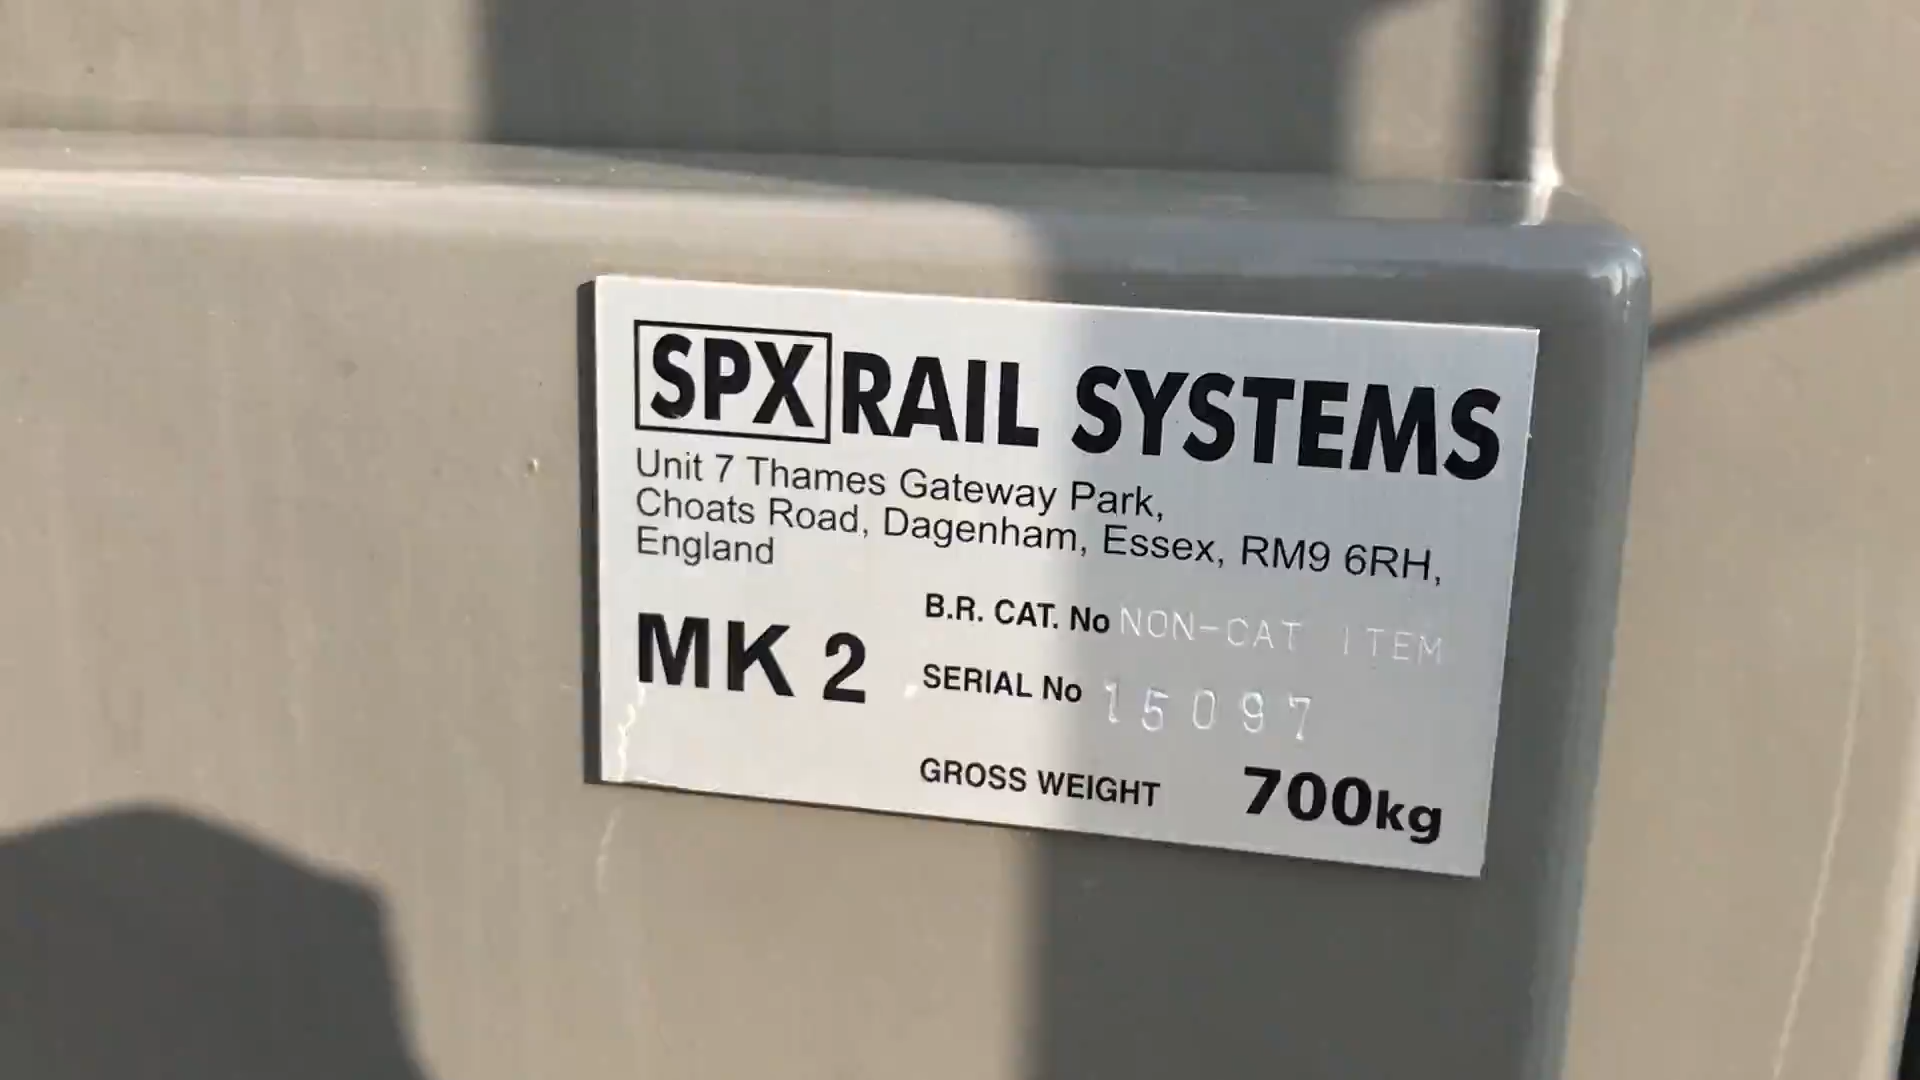 SPX RAIL SYSTEMS
Unit 7 Thames Gateway Park,
Choats Road, Dagenham, Essex, RM9 6RH,
England
B.R. CAT. No NON-CAT ITEM
MK 2
SERIAL No 15097
GROSS WEIGHT 700kg